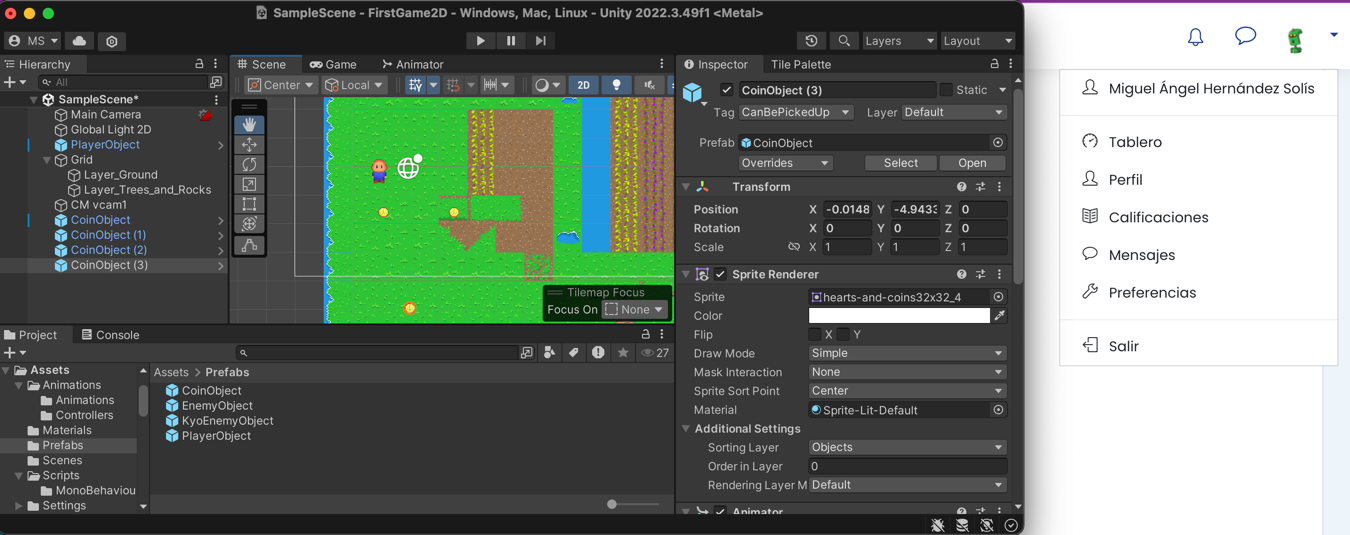 SampleScene - FirstGame2D - Windows, Mac, Linux - Unity 2022.3.49f1 <Metal>
MS
Layers
Layout
Hierarchy
All
SampleScene*
Main Camera
Global Light 2D
PlayerObject
Grid
Layer_Ground
Layer_Trees_and_Rocks
CM vcam1
CoinObject
CoinObject (1)
CoinObject (2)
CoinObject (3)
Scene
Game
Animator
Center
Local
2D
Tilemap Focus
Focus On
None
Project
Console
27
Assets
Animations
Animations
Controllers
Materials
Prefabs
Scenes
Scripts
MonoBehaviou
Settings
Assets > Prefabs
CoinObject
EnemyObject
KyoEnemyObject
PlayerObject
Inspector
Tile Palette
CoinObject (3)
Static
Tag CanBePickedUp Layer Default
Prefab CoinObject
Overrides Select Open
Transform
Position X -0.0148 Y -4.9433 Z 0
Rotation X 0 Y 0 Z 0
Scale X 1 Y 1 Z 1
Sprite Renderer
Sprite hearts-and-coins32x32_4
Color
Flip X Y
Draw Mode Simple
Mask Interaction None
Sprite Sort Point Center
Material Sprite-Lit-Default
Additional Settings
Sorting Layer Objects
Order in Layer 0
Rendering Layer M Default
Animator
Miguel Ángel Hernández Solís
Tablero
Perfil
Calificaciones
Mensajes
Preferencias
Salir